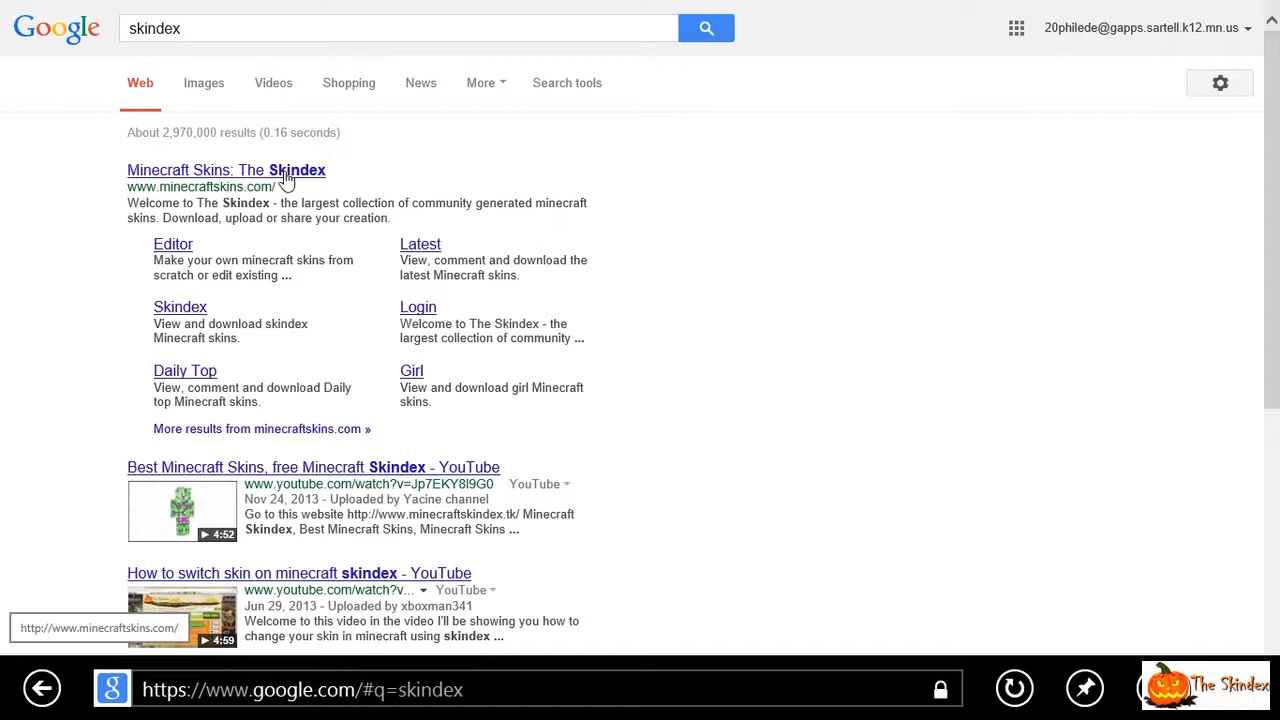 Google
skindex
20philede@gapps.sartell.k12.mn.us
Web Images Videos Shopping News More Search tools
About 2,970,000 results (0.16 seconds)
Minecraft Skins: The Skindex
www.minecraftskins.com/
Welcome to The Skindex - the largest collection of community generated minecraft
skins. Download, upload or share your creation.
Editor
Make your own minecraft skins from
scratch or edit existing ...
Latest
View, comment and download the
latest Minecraft skins.
Skindex
View and download skindex
Minecraft skins.
Login
Welcome to The Skindex - the
largest collection of community ...
Daily Top
View, comment and download Daily
top Minecraft skins.
Girl
View and download girl Minecraft
skins.
More results from minecraftskins.com »
Best Minecraft Skins, free Minecraft Skindex - YouTube
www.youtube.com/watch?v=Jp7EKY8I9G0 YouTube
Nov 24, 2013 - Uploaded by Yacine channel
Go to this website http://www.minecraftskindex.tk/ Minecraft
Skindex, Best Minecraft Skins, Minecraft Skins ...
4:52
How to switch skin on minecraft skindex - YouTube
www.youtube.com/watch?v... YouTube
Jun 29, 2013 - Uploaded by xboxman341
Welcome to this video in the video I'll be showing you how to
change your skin in minecraft using skindex ...
4:59
http://www.minecraftskins.com/
https://www.google.com/#q=skindex
The Skindex